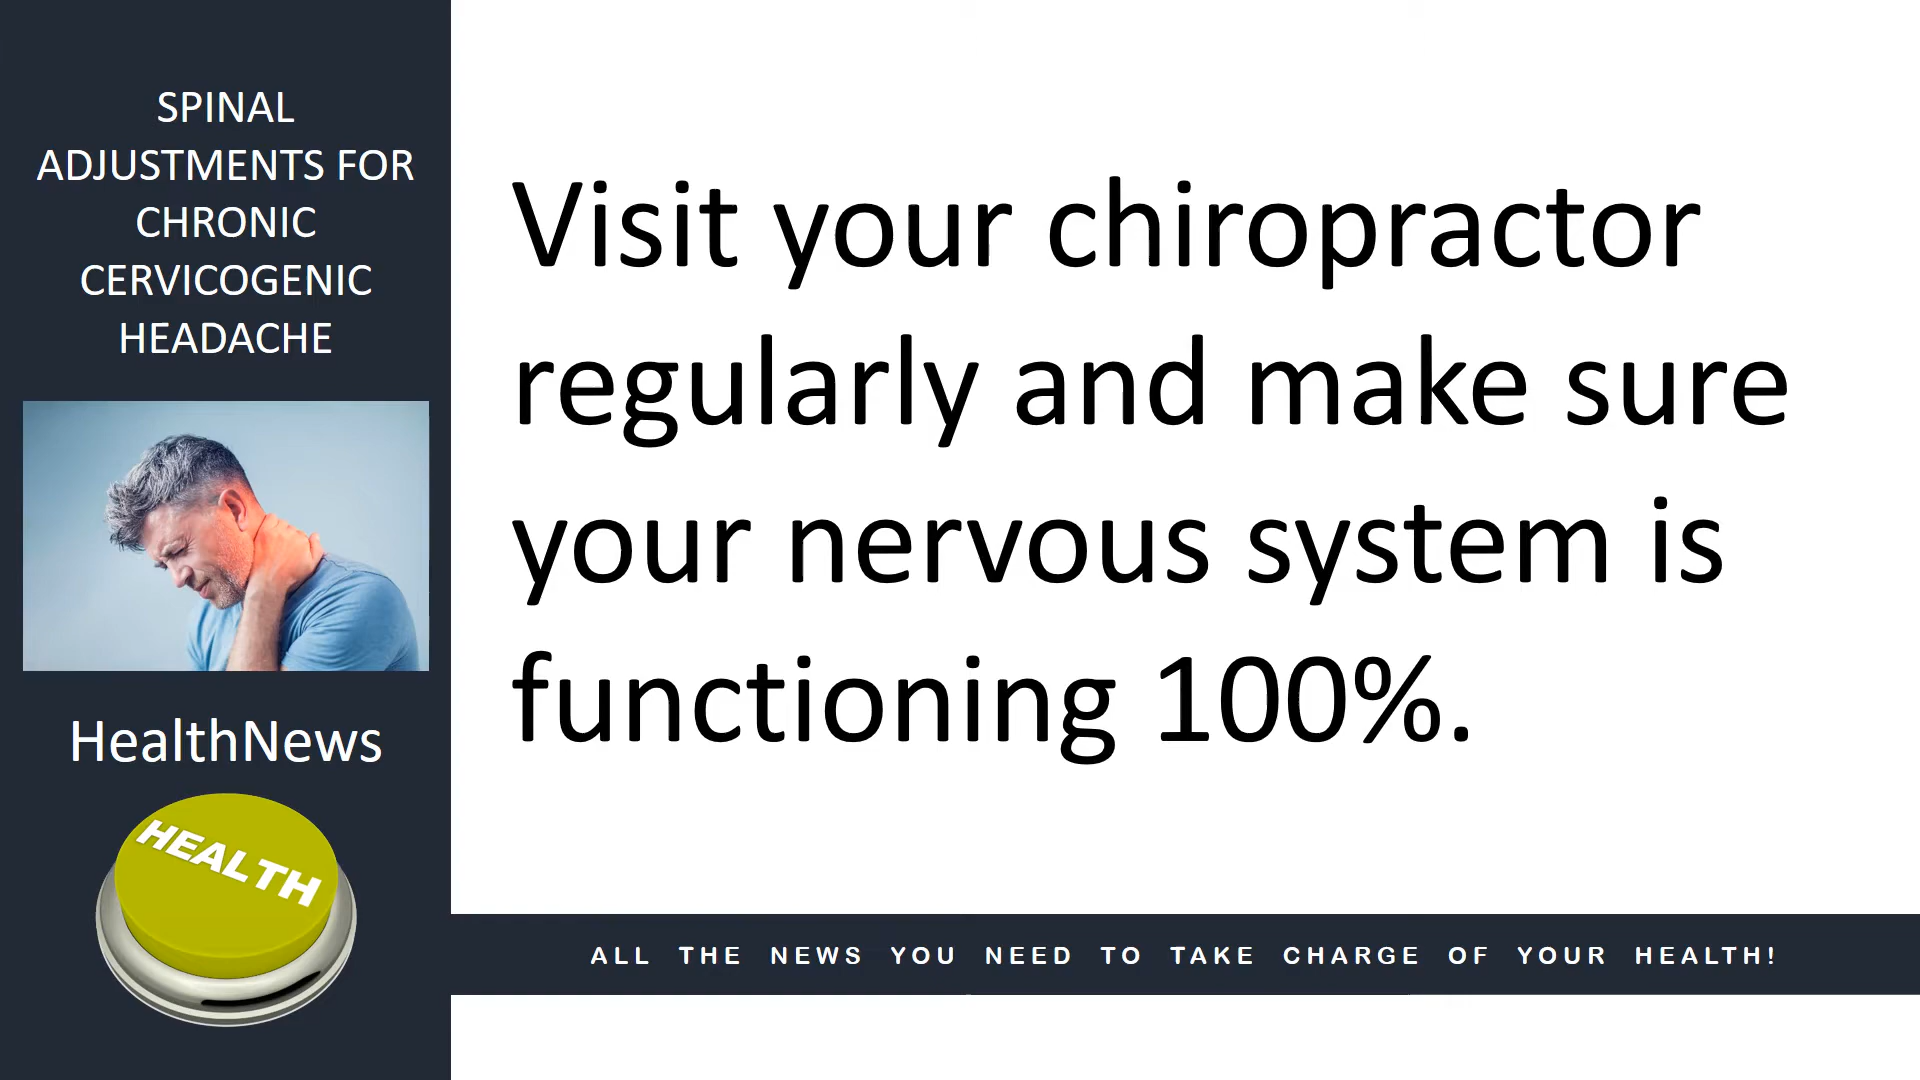 SPINAL
ADJUSTMENTS FOR
CHRONIC
CERVICOGENIC
HEADACHE
HealthNews
HEALTH
Visit your chiropractor
regularly and make sure
your nervous system is
functioning 100%.
ALL THE NEWS YOU NEED TO TAKE CHARGE OF YOUR HEALTH!